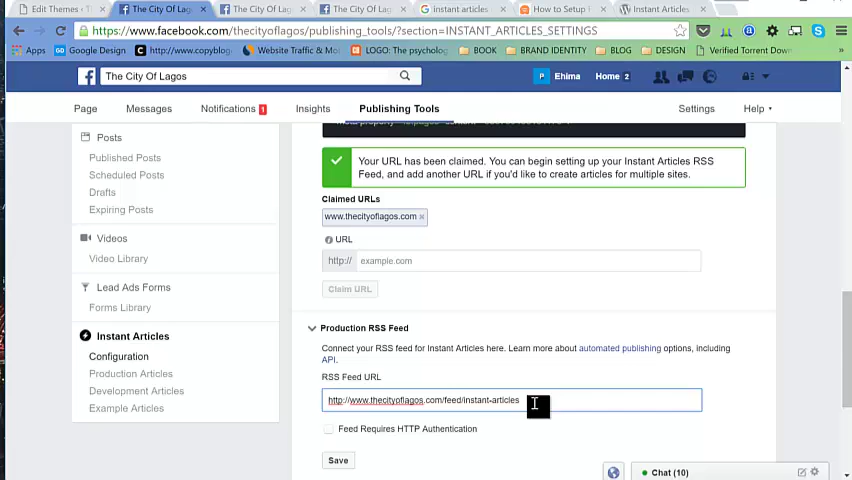 Edit Themes ‹ T
The City Of Lag
The City Of Lag
The City Of Lag
instant articles
How to Setup F
Instant Articles
https://www.facebook.com/thecityoflagos/publishing_tools/?section=INSTANT_ARTICLES_SETTINGS
Apps
Google Design
http://www.copyblog
Website Traffic & Mo
LOGO: The psycholog
BOOK
BRAND IDENTITY
BLOG
DESIGN
Verified Torrent Down
The City Of Lagos
Ehima
Home 2
Page
Messages
Notifications 1
Insights
Publishing Tools
Settings
Help
Posts
Published Posts
Scheduled Posts
Drafts
Expiring Posts
Videos
Video Library
Lead Ads Forms
Forms Library
Instant Articles
Configuration
Production Articles
Development Articles
Example Articles
Your URL has been claimed. You can begin setting up your Instant Articles RSS
Feed, and add another URL if you'd like to create articles for multiple sites.
Claimed URLs
www.thecityoflagos.com ×
URL
http:// example.com
Claim URL
Production RSS Feed
Connect your RSS feed for Instant Articles here. Learn more about automated publishing options, including
API.
RSS Feed URL
http://www.thecityoflagos.com/feed/instant-articles
Feed Requires HTTP Authentication
Save
Chat (10)